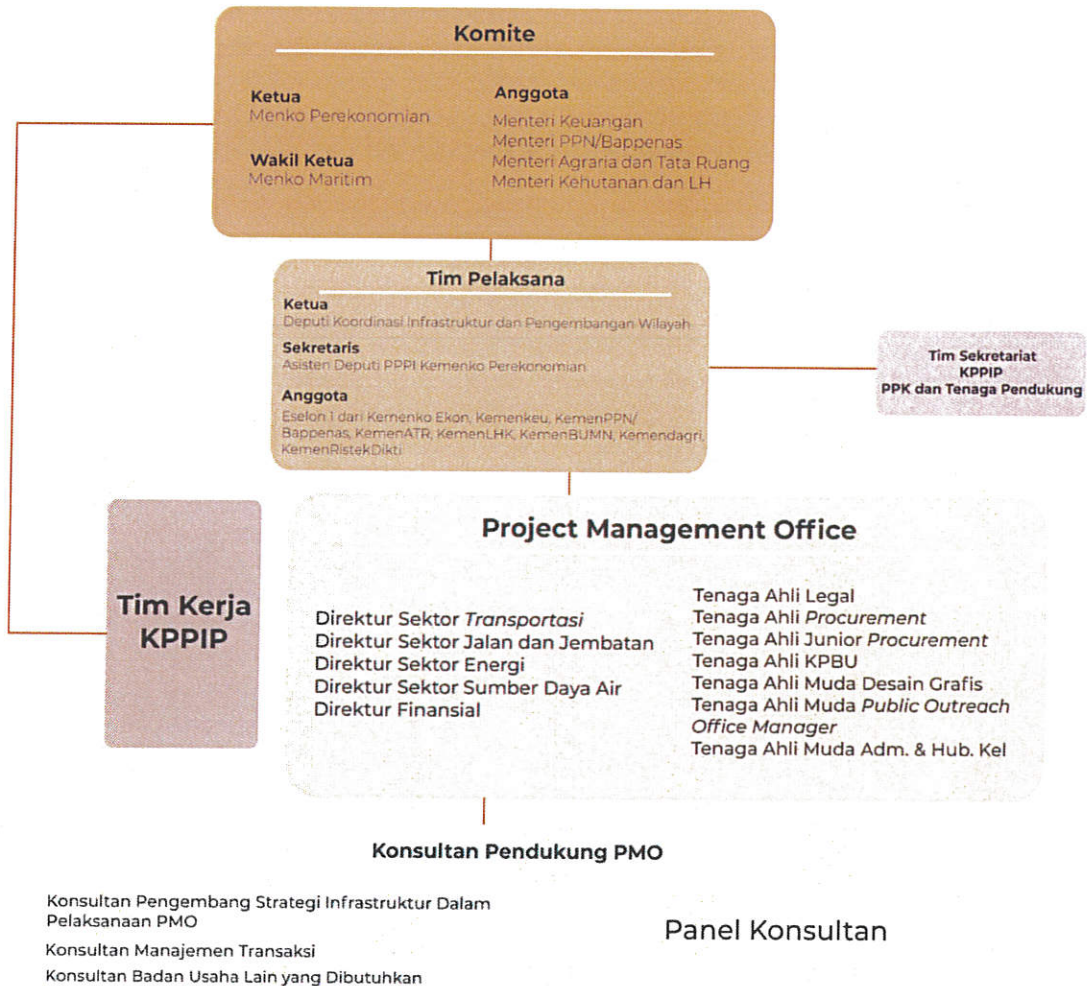 Komite
Ketua
Menko Perekonomian
Wakil Ketua
Menko Maritim
Anggota
Menteri Keuangan
Menteri PPN/Bappenas
Menteri Agraria dan Tata Ruang
Menteri Kehutanan dan LH
Tim Pelaksana
Ketua
Deputi Koordinasi Infrastruktur dan Pengembangan Wilayah
Sekretaris
Asisten Deputi PPPI Kemenko Perekonomian
Anggota
Eselon 1 dari Kemenko Ekon, Kemenkeu, KemenPPN/
Bappenas, KemenATR, KemenLHK, KemenBUMN, Kemendagri,
KemenRistekDikti
Tim Sekretariat
KPPIP
PPK dan Tenaga Pendukung
Tim Kerja
KPPIP
Project Management Office
Direktur Sektor Transportasi
Direktur Sektor Jalan dan Jembatan
Direktur Sektor Energi
Direktur Sektor Sumber Daya Air
Direktur Finansial
Tenaga Ahli Legal
Tenaga Ahli Procurement
Tenaga Ahli Junior Procurement
Tenaga Ahli KPBU
Tenaga Ahli Muda Desain Grafis
Tenaga Ahli Muda Public Outreach
Office Manager
Tenaga Ahli Muda Adm. & Hub. Kel
Konsultan Pendukung PMO
Konsultan Pengembang Strategi Infrastruktur Dalam
Pelaksanaan PMO
Konsultan Manajemen Transaksi
Konsultan Badan Usaha Lain yang Dibutuhkan
Panel Konsultan